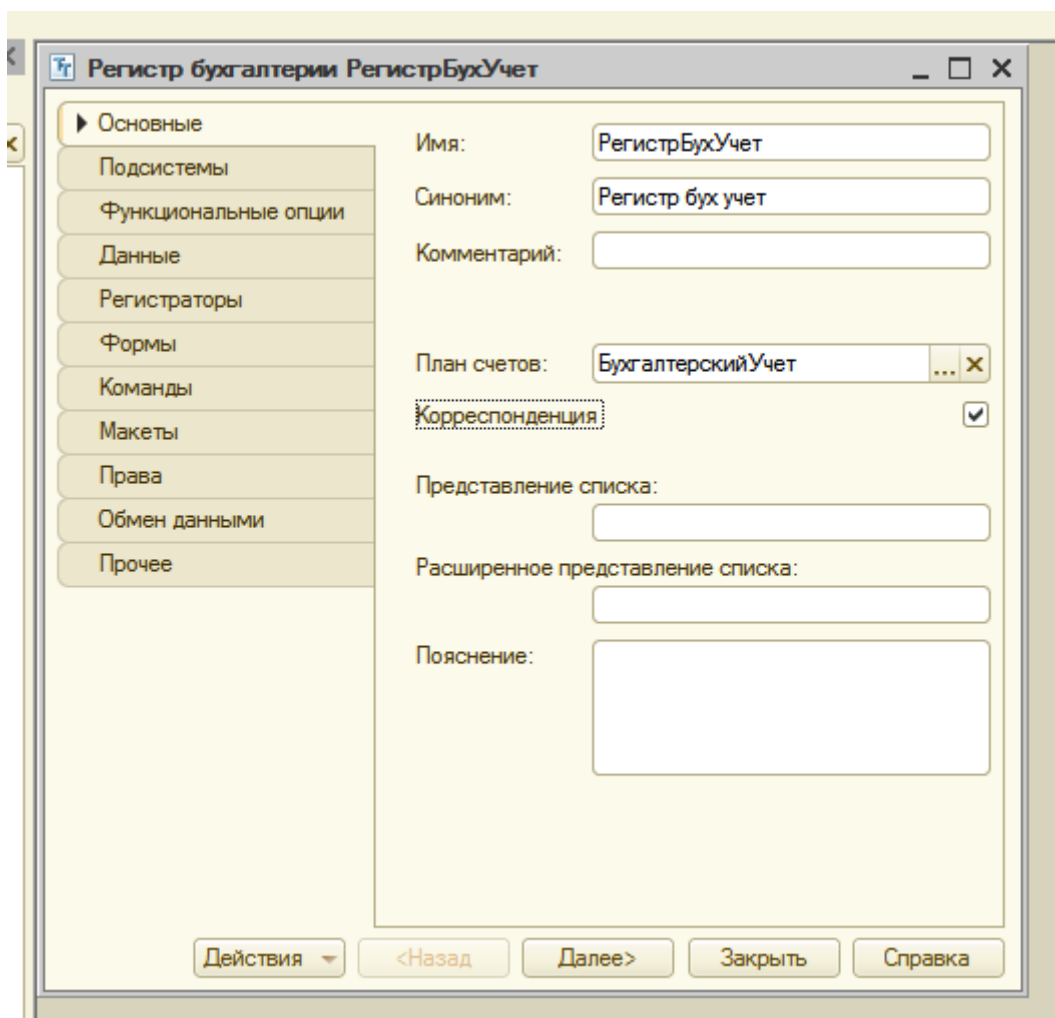 Регистр бухгалтерии РегистрБухУчет
Основные
Подсистемы
Функциональные опции
Данные
Регистраторы
Формы
Команды
Макеты
Права
Обмен данными
Прочее
Имя: РегистрБухУчет
Синоним: Регистр бух учет
Комментарий:
План счетов: БухгалтерскийУчет ...
Корреспонденция
Представление списка:
Расширенное представление списка:
Пояснение:
Действия <Назад Далее> Закрыть Справка